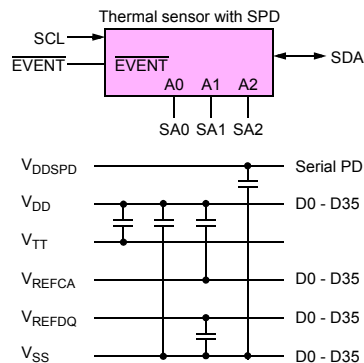 Thermal sensor with SPD
SCL
EVENT
EVENT
SDA
A0 A1 A2
SA0 SA1 SA2
VDDSPD Serial PD
VDD D0 - D35
VTT
VREFCA D0 - D35
VREFDQ D0 - D35
VSS D0 - D35